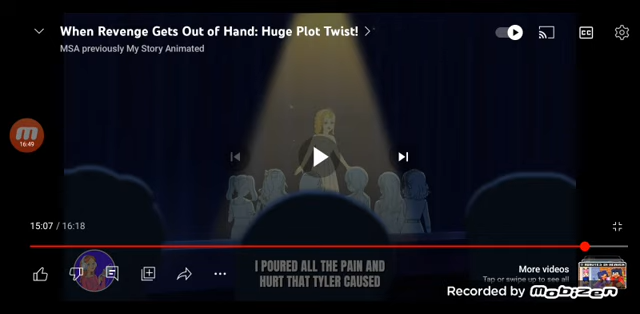 When Revenge Gets Out of Hand: Huge Plot Twist!
MSA previously My Story Animated
CC
16:49
15:07 / 16:18
I POURED ALL THE PAIN AND
HURT THAT TYLER CAUSED
More videos
Tap or swipe up to see all
Recorded by Mobizen